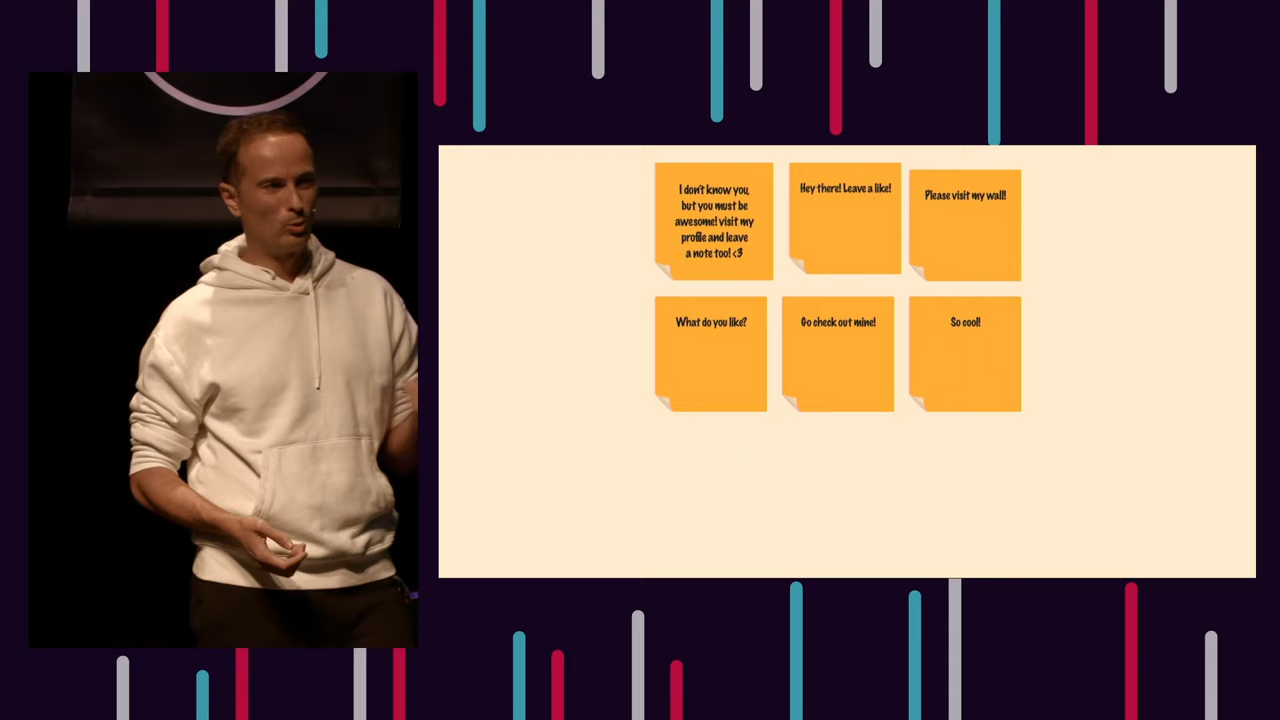 I don't know you,
but you must be
awesome! visit my
profile and leave
a note too! <3
Hey there! Leave a like!
Please visit my wall!
What do you like?
Go check out mine!
So cool!